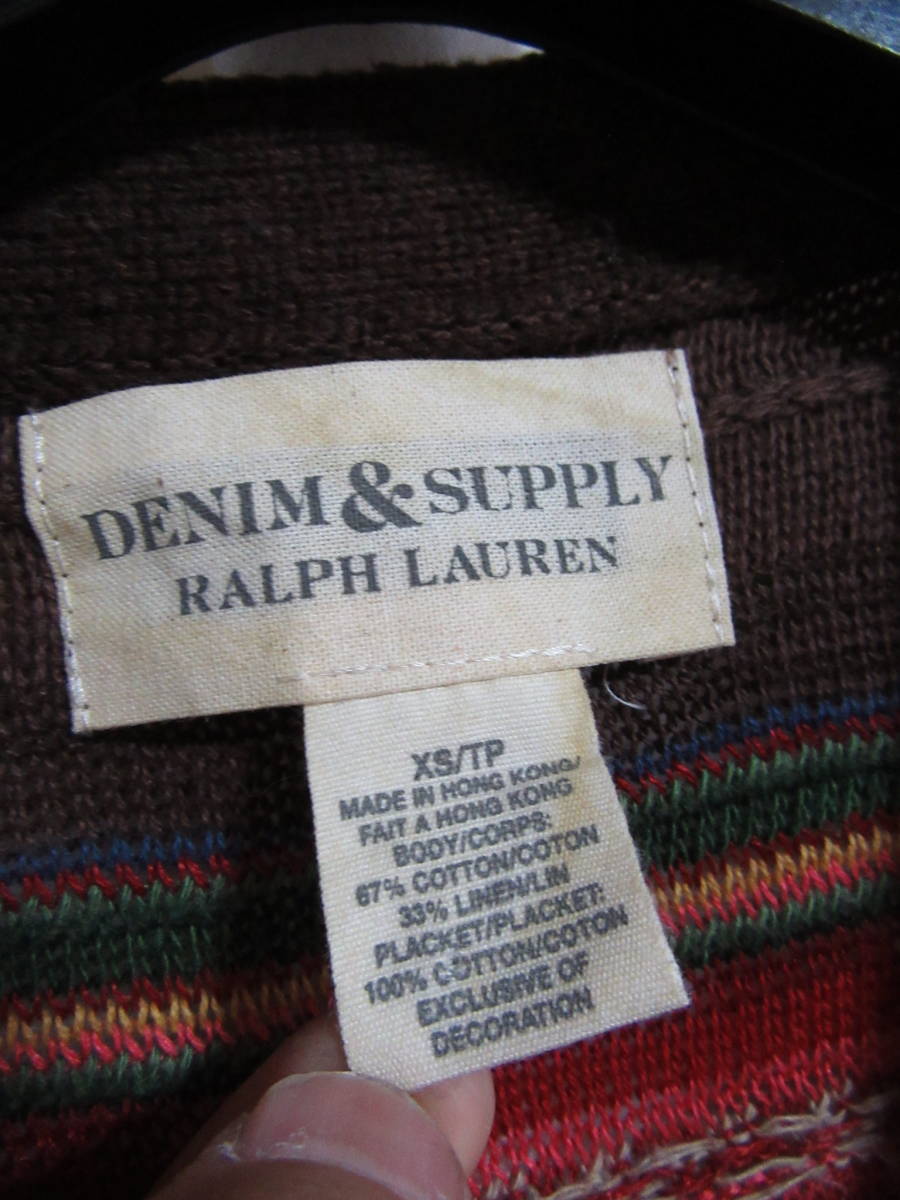 DENIM & SUPPLY
RALPH LAUREN
XS/TP
MADE IN HONG KONG/
FAIT A HONG KONG
BODY/CORPS:
67% COTTON/COTON
33% LINEN/LIN
PLACKET/PLACKET:
100% COTTON/COTON
EXCLUSIVE OF
DECORATION